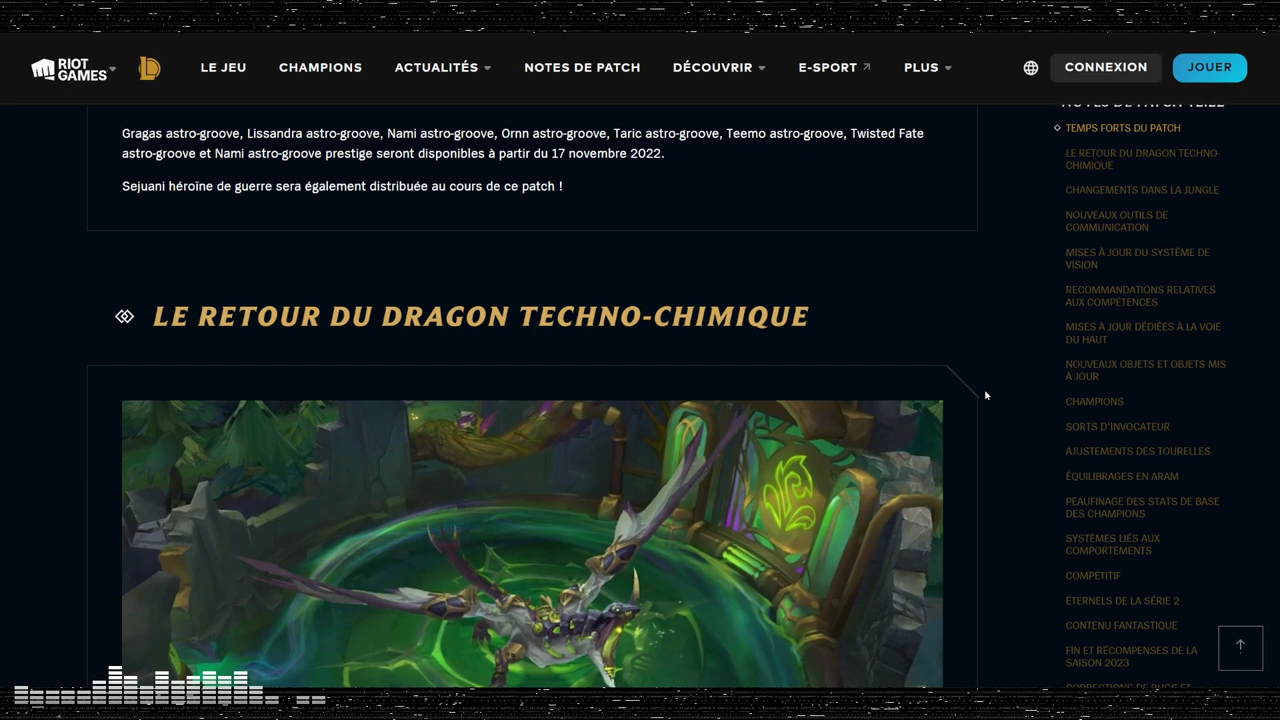 RIOT GAMES
LE JEU
CHAMPIONS
ACTUALITÉS
NOTES DE PATCH
DÉCOUVRIR
E-SPORT
PLUS
CONNEXION
JOUER
Gragas astro-groove, Lissandra astro-groove, Nami astro-groove, Ornn astro-groove, Taric astro-groove, Teemo astro-groove, Twisted Fate
astro-groove et Nami astro-groove prestige seront disponibles à partir du 17 novembre 2022.
Sejuani héroïne de guerre sera également distribuée au cours de ce patch !
LE RETOUR DU DRAGON TECHNO-CHIMIQUE
NOTES DE PATCH 12.22
TEMPS FORTS DU PATCH
LE RETOUR DU DRAGON TECHNO-
CHIMIQUE
CHANGEMENTS DANS LA JUNGLE
NOUVEAUX OUTILS DE
COMMUNICATION
MISES À JOUR DU SYSTÈME DE
VISION
RECOMMANDATIONS RELATIVES
AUX COMPÉTENCES
MISES À JOUR DÉDIÉES À LA VOIE
DU HAUT
NOUVEAUX OBJETS ET OBJETS MIS
À JOUR
CHAMPIONS
SORTS D'INVOCATEUR
AJUSTEMENTS DES TOURELLES
ÉQUILIBRAGES EN ARAM
PEAUFINAGE DES STATS DE BASE
DES CHAMPIONS
SYSTÈMES LIÉS AUX
COMPORTEMENTS
COMPÉTITIF
ÉTERNELS DE LA SÉRIE 2
CONTENU FANTASTIQUE
FIN ET RÉCOMPENSES DE LA
SAISON 2023